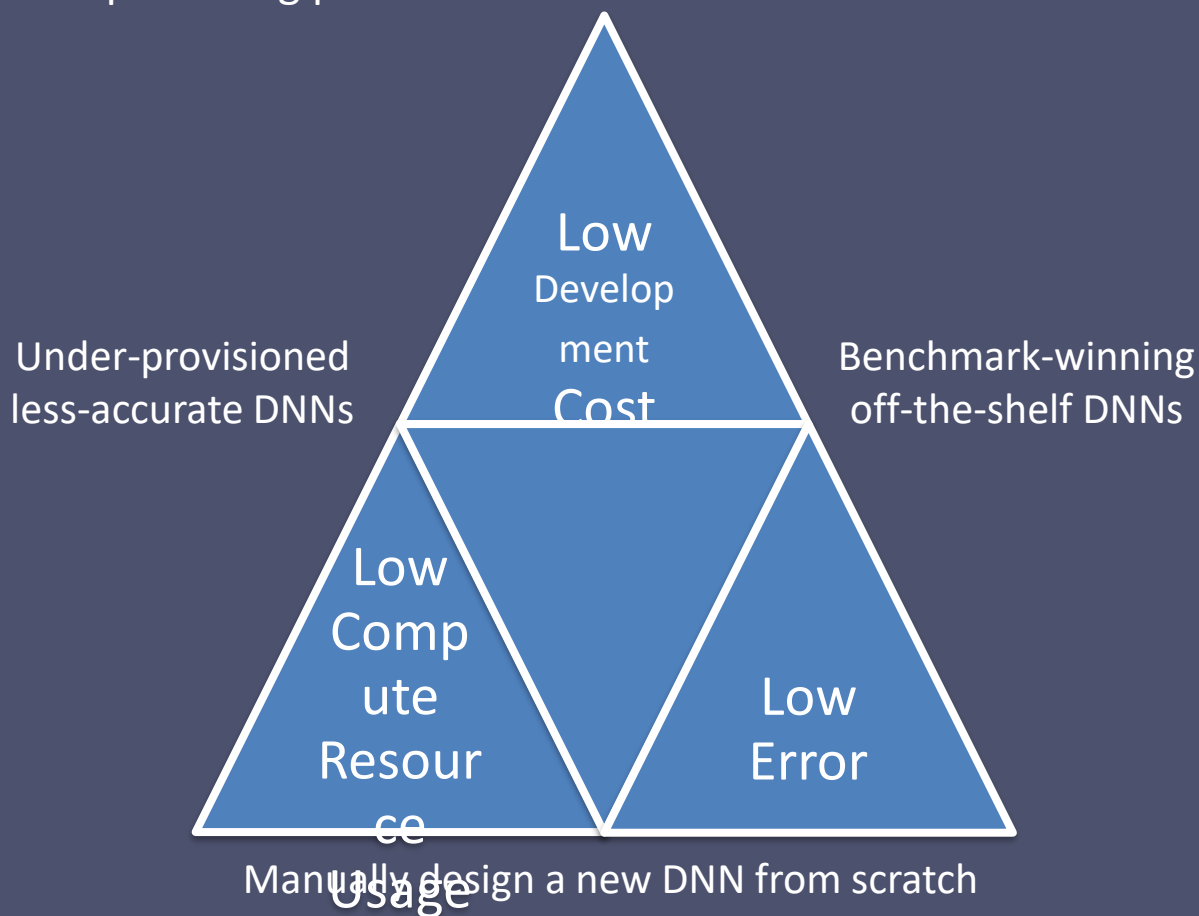 Low
Develop
ment
Cost
Under-provisioned
less-accurate DNNs
Benchmark-winning
off-the-shelf DNNs
Low
Comp
ute
Resour
ce
Usage
Low
Error
Manually design a new DNN from scratch